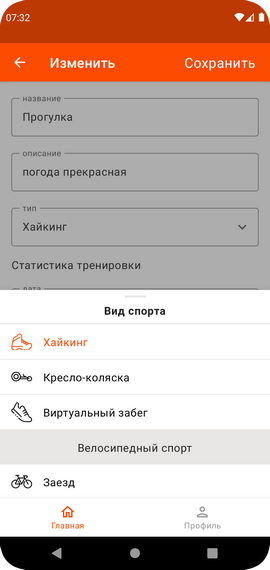 07:32
Изменить
Сохранить
название
Прогулка
описание
погода прекрасная
тип
Хайкинг
Статистика тренировки
дата
Вид спорта
Хайкинг
Кресло-коляска
Виртуальный забег
Велосипедный спорт
Заезд
Главная
Профиль